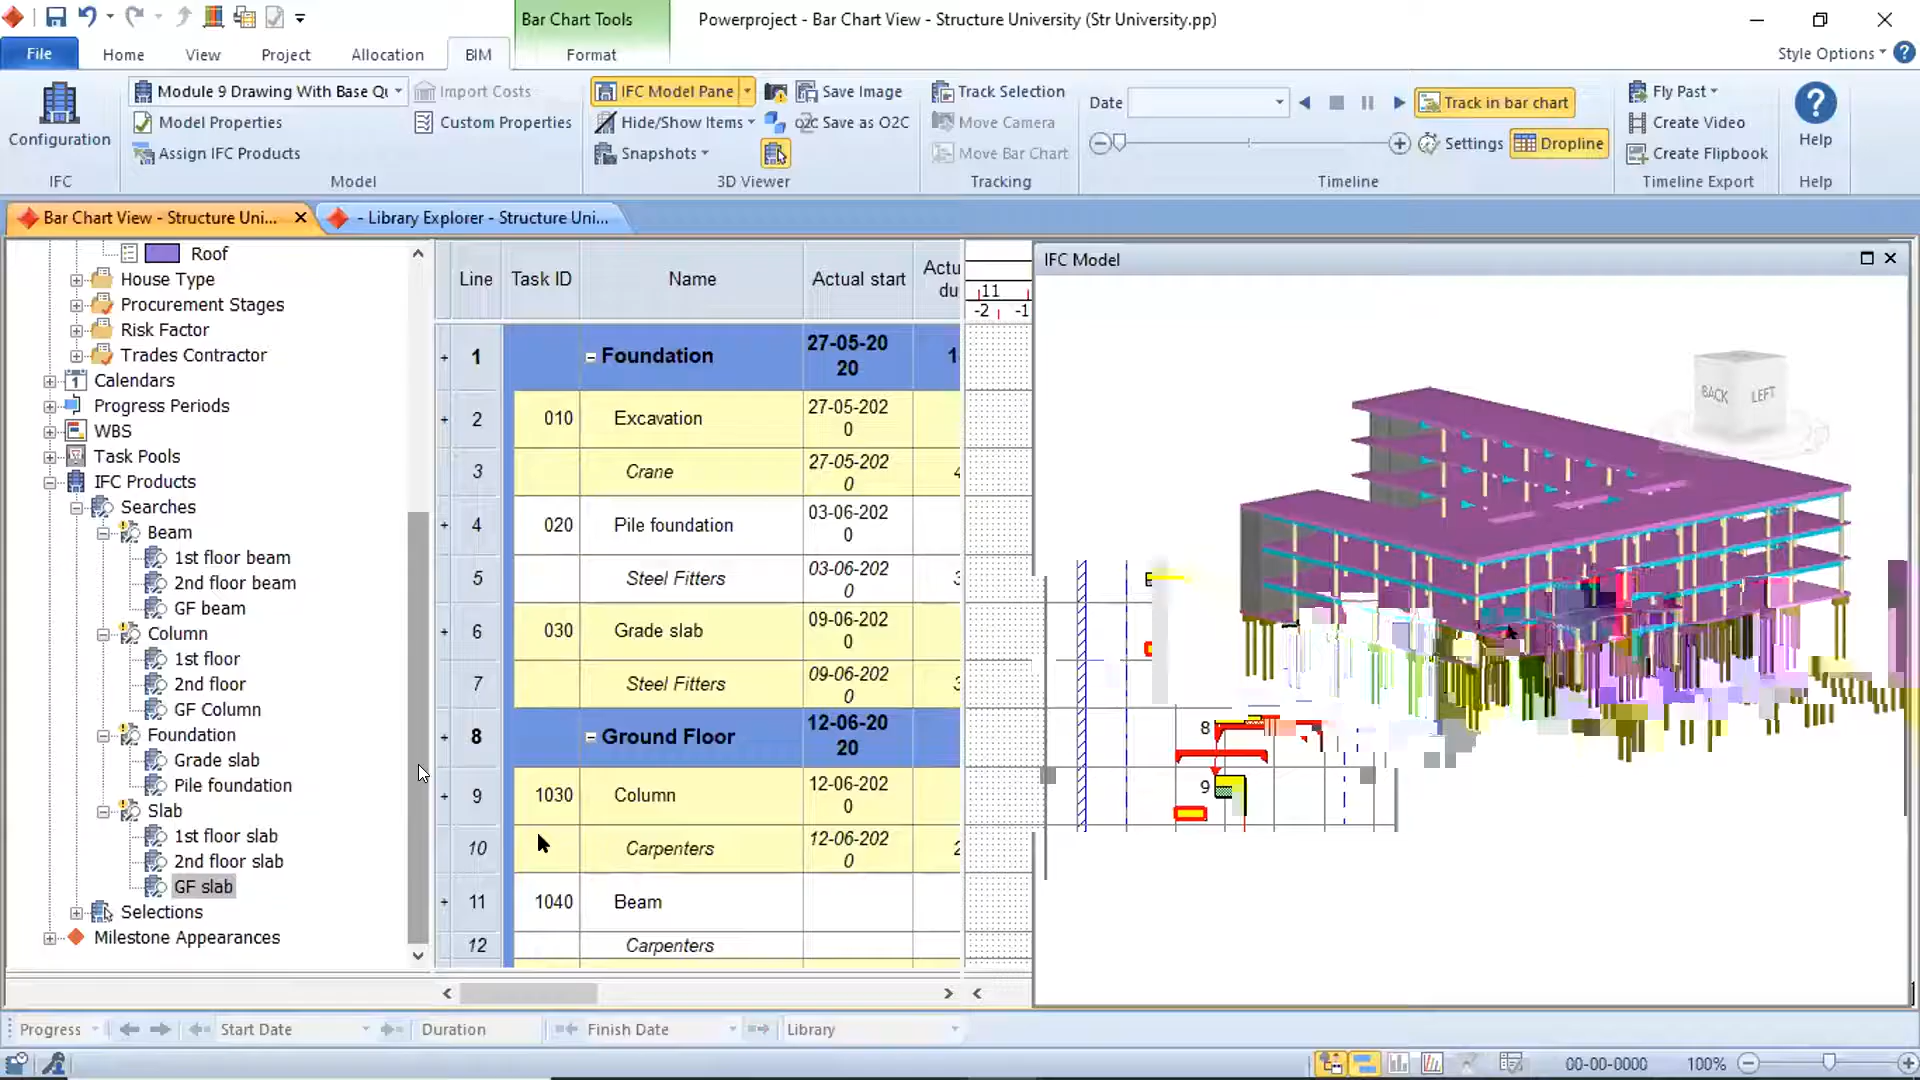 Bar Chart Tools
Powerproject - Bar Chart View - Structure University (Str University.pp)
File
Home
View
Project
Allocation
BIM
Format
Style Options
Configuration
IFC
Module 9 Drawing With Base Qu
Import Costs
Model Properties
Custom Properties
Assign IFC Products
Model
IFC Model Pane
Save Image
Hide/Show Items
Save as O2C
Snapshots
3D Viewer
Track Selection
Move Camera
Move Bar Chart
Tracking
Date
Track in bar chart
Settings
Dropline
Timeline
Fly Past
Create Video
Create Flipbook
Timeline Export
Help
Help
Bar Chart View - Structure Uni...
- Library Explorer - Structure Uni...
Roof
House Type
Procurement Stages
Risk Factor
Trades Contractor
Calendars
Progress Periods
WBS
Task Pools
IFC Products
Searches
Beam
1st floor beam
2nd floor beam
GF beam
Column
1st floor
2nd floor
GF Column
Foundation
Grade slab
Pile foundation
Slab
1st floor slab
2nd floor slab
GF slab
Selections
Milestone Appearances
Line
Task ID
Name
Actual start
Actu
du
11
-2 -1
1 Foundation 27-05-20
20
2 010 Excavation 27-05-202
0
3 Crane 27-05-202
0
4 020 Pile foundation 03-06-202
0
5 Steel Fitters 03-06-202
0
6 030 Grade slab 09-06-202
0
7 Steel Fitters 09-06-202
0
8 Ground Floor 12-06-20
20
9 1030 Column 12-06-202
0
10 Carpenters 12-06-202
0
11 1040 Beam
12 Carpenters
IFC Model
BACK
LEFT
8
9
Progress
Start Date
Duration
Finish Date
Library
00-00-0000
100%